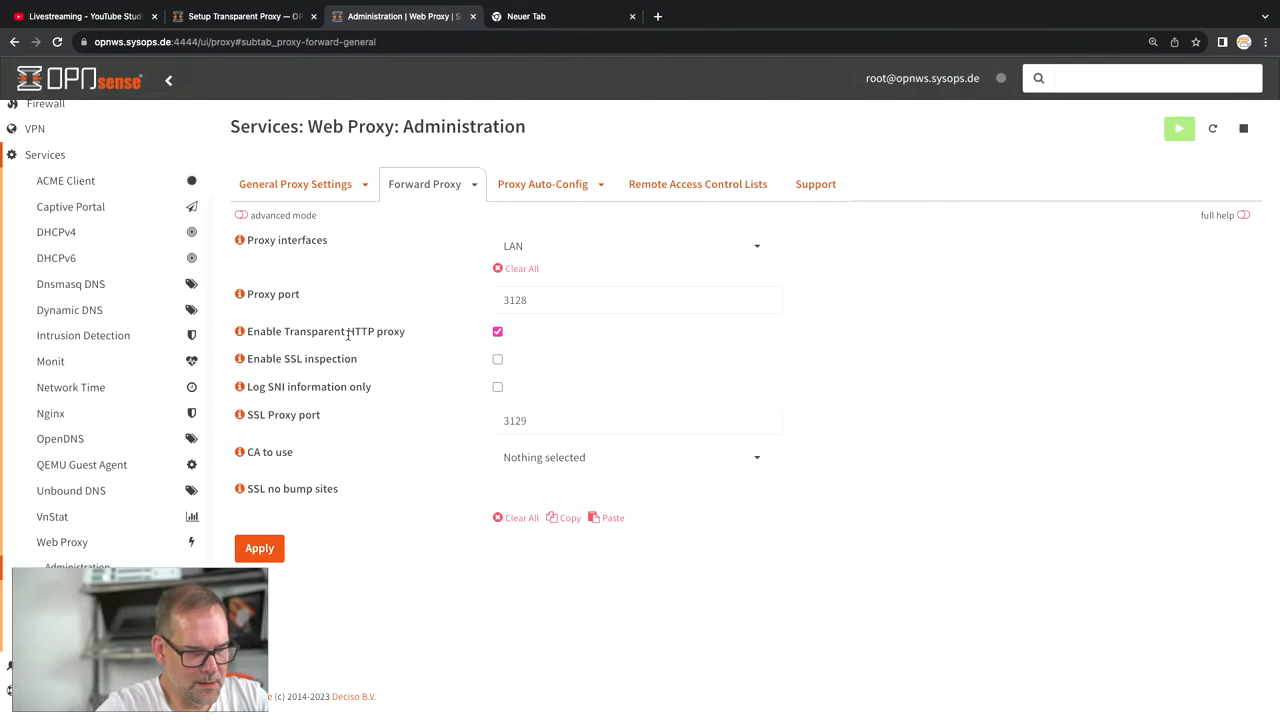 Livestreaming - YouTube Stud
Setup Transparent Proxy — OP
Administration | Web Proxy | S
Neuer Tab
opnws.sysops.de:4444/ui/proxy#subtab_proxy-forward-general
OPNsense
root@opnws.sysops.de
Firewall
VPN
Services
ACME Client
Captive Portal
DHCPv4
DHCPv6
Dnsmasq DNS
Dynamic DNS
Intrusion Detection
Monit
Network Time
Nginx
OpenDNS
QEMU Guest Agent
Unbound DNS
VnStat
Web Proxy
Administration
Services: Web Proxy: Administration
General Proxy Settings
Forward Proxy
Proxy Auto-Config
Remote Access Control Lists
Support
advanced mode
full help
Proxy interfaces
LAN
Clear All
Proxy port
3128
Enable Transparent HTTP proxy
Enable SSL inspection
Log SNI information only
SSL Proxy port
3129
CA to use
Nothing selected
SSL no bump sites
Clear All Copy Paste
Apply
(c) 2014-2023 Deciso B.V.